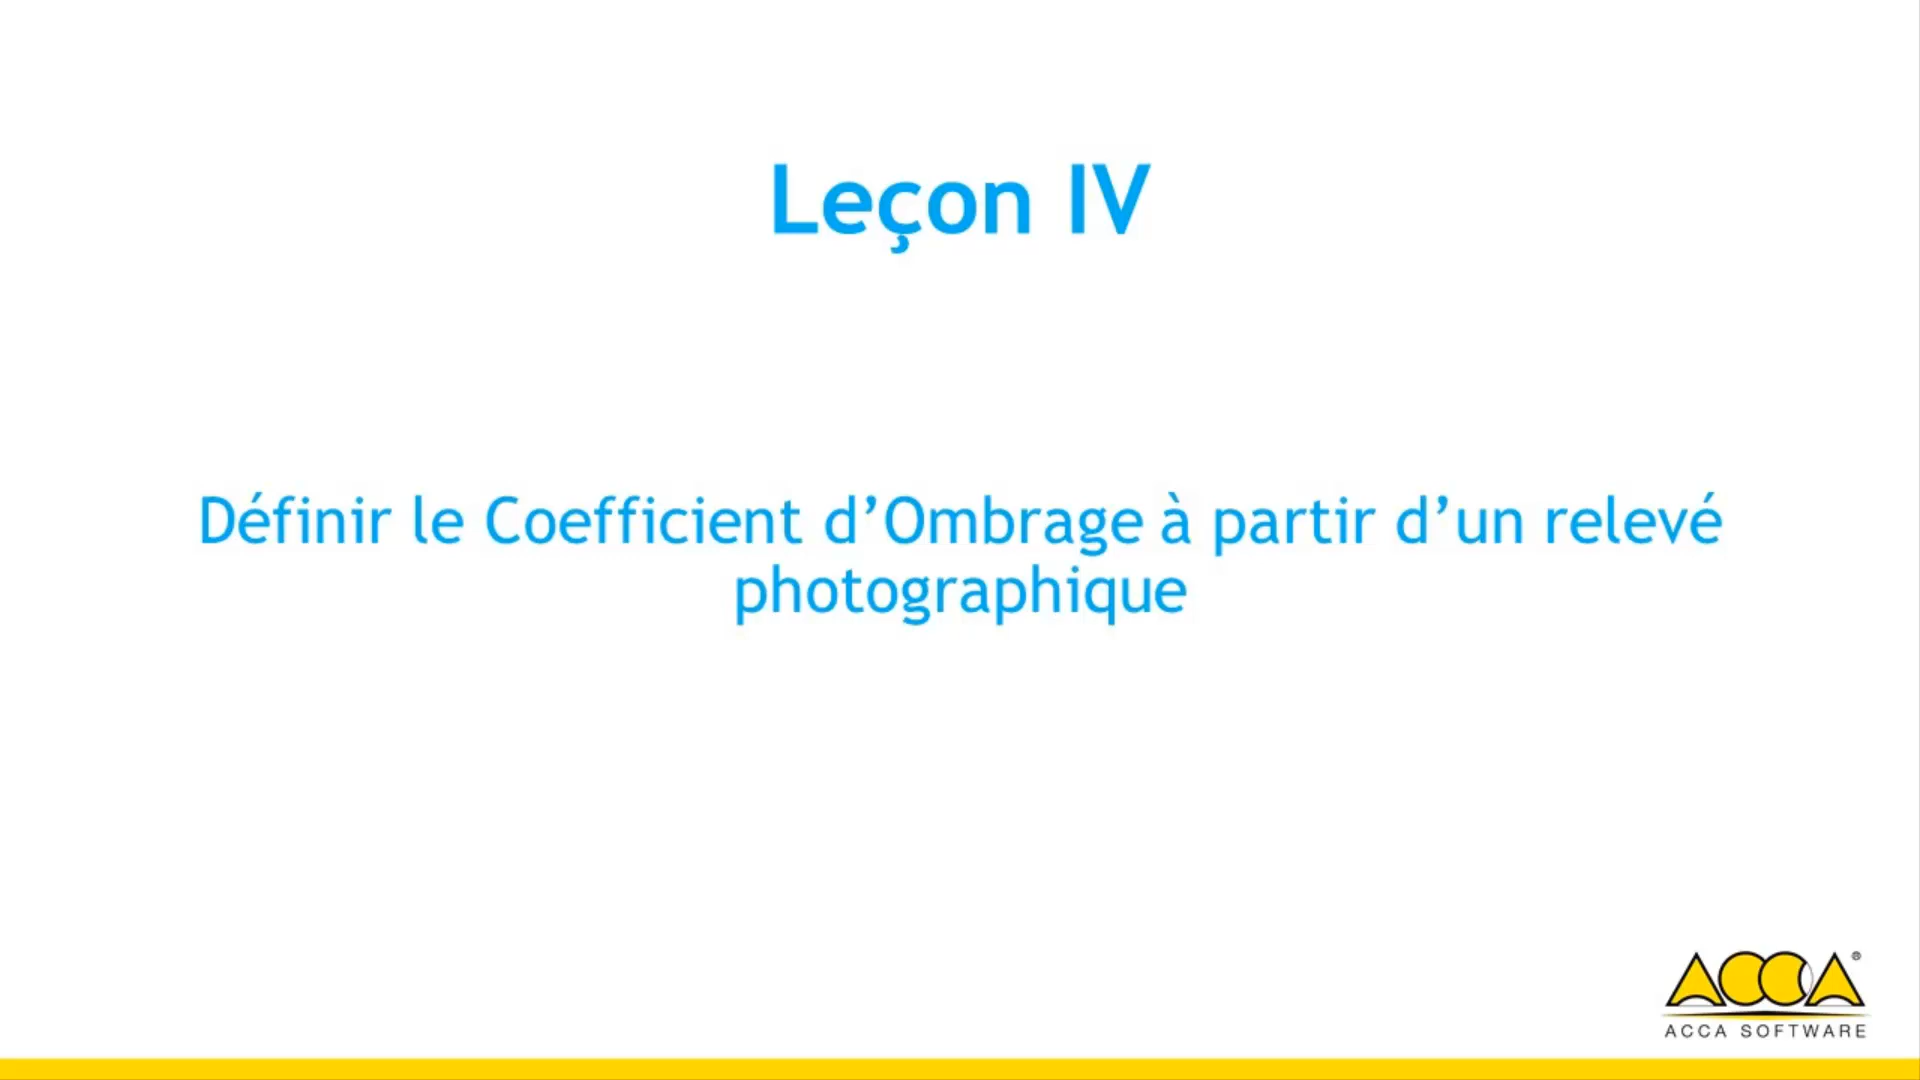 Leçon IV
Définir le Coefficient d’Ombrage à partir d’un relevé
photographique
ACCA®
ACCA SOFTWARE